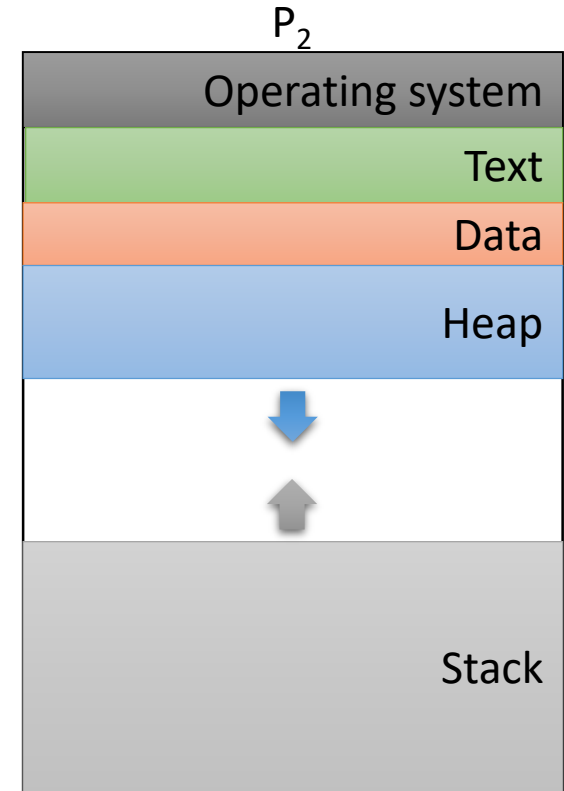 P₂
Operating system
Text
Data
Heap
Stack